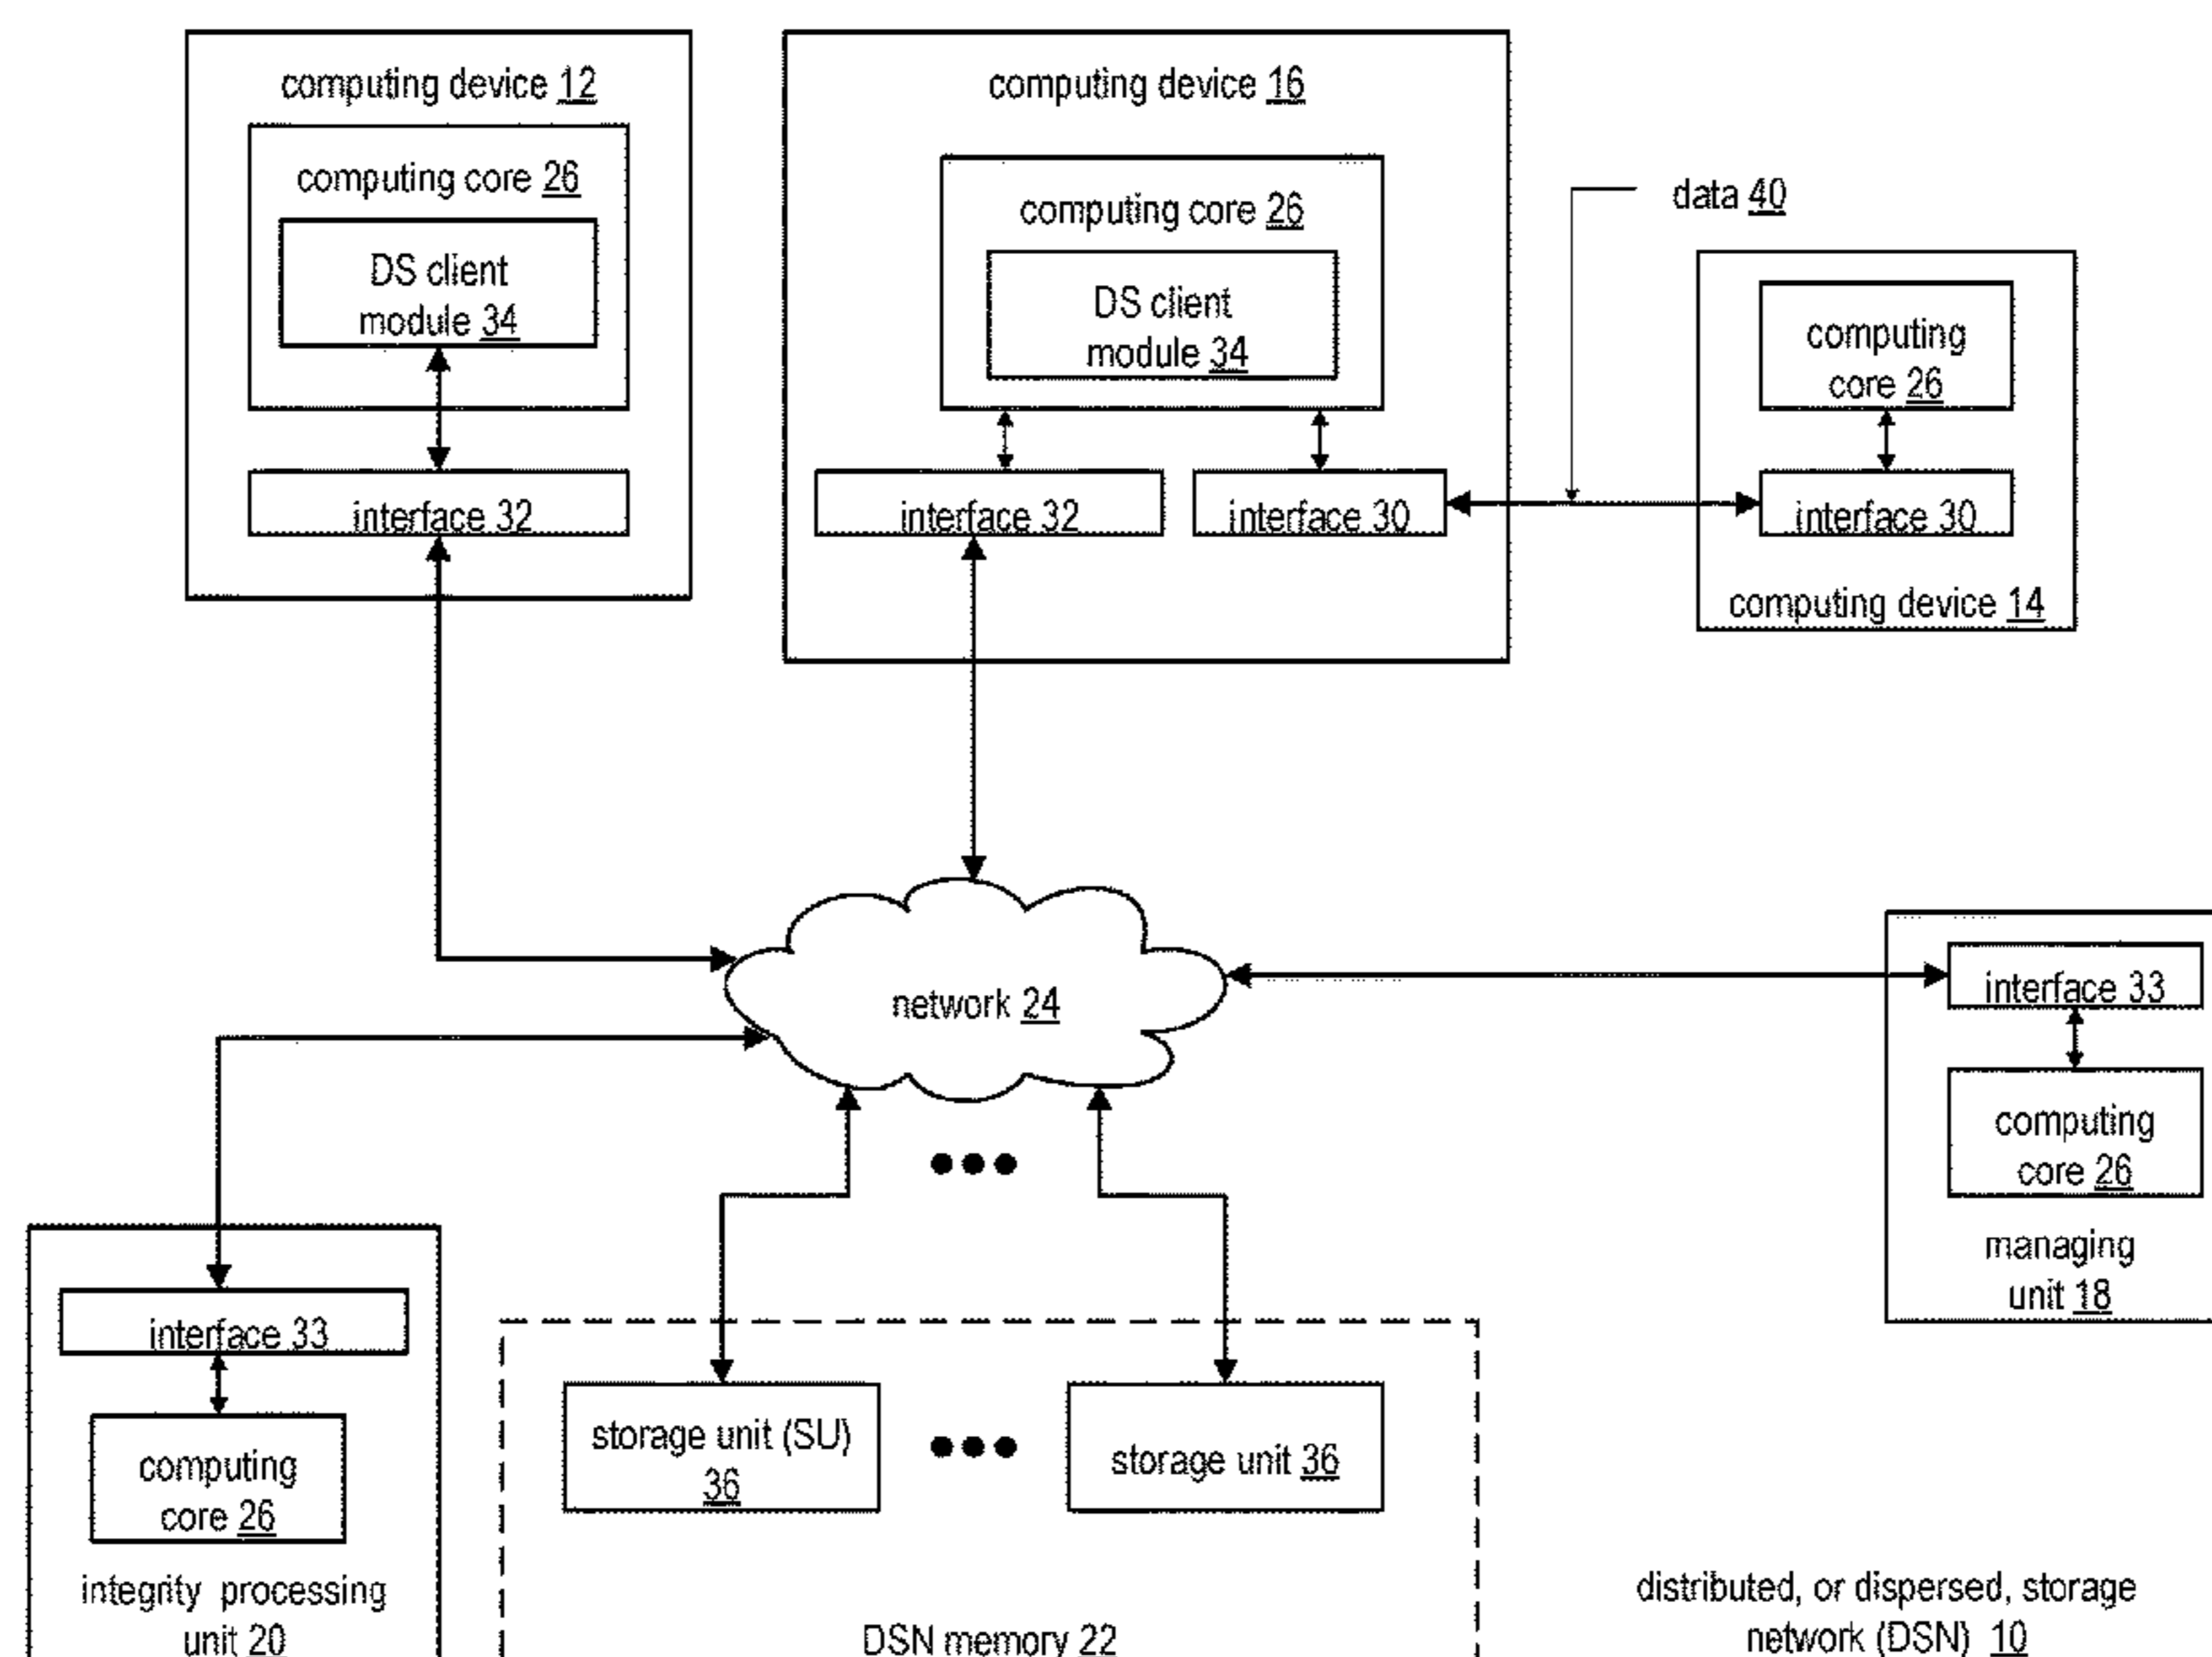 computing device 12
computing core 26
DS client
module 34
interface 32
computing device 16
computing core 26
DS client
module 34
interface 32
interface 30
data 40
computing
core 26
interface 30
computing device 14
network 24
interface 33
computing
core 26
managing
unit 18
interface 33
computing
core 26
integrity processing
unit 20
storage unit (SU)
36
storage unit 36
DSN memory 22
distributed, or dispersed, storage
network (DSN) 10